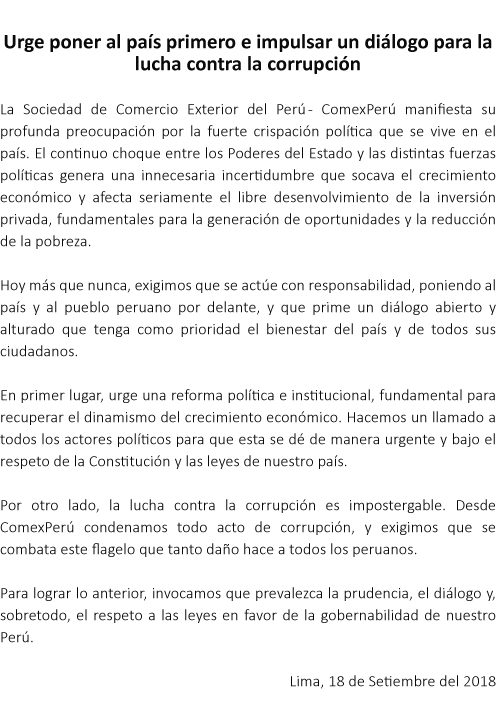 Urge poner al país primero e impulsar un diálogo para la
lucha contra la corrupción
La Sociedad de Comercio Exterior del Perú- ComexPerú manifiesta su
profunda preocupación por la fuerte crispación política que se vive en el
país. El continuo choque entre los Poderes del Estado y las distintas fuerzas
políticas genera una innecesaria incertidumbre que socava el crecimiento
económico y afecta seriamente el libre desenvolvimiento de la inversión
privada, fundamentales para la generación de oportunidades y la reducción
de la pobreza.
Hoy más que nunca, exigimos que se actúe con responsabilidad, poniendo al
país y al pueblo peruano por delante, y que prime un diálogo abierto y
alturado que tenga como prioridad el bienestar del país y de todos sus
ciudadanos.
En primer lugar, urge una reforma política e institucional, fundamental para
recuperar el dinamismo del crecimiento económico. Hacemos un llamado a
todos los actores políticos para que esta se dé de manera urgente y bajo el
respeto de la Constitución y las leyes de nuestro país.
Por otro lado, la lucha contra la corrupción es impostergable. Desde
ComexPerú condenamos todo acto de corrupción, y exigimos que se
combata este flagelo que tanto daño hace a todos los peruanos.
Para lograr lo anterior, invocamos que prevalezca la prudencia, el diálogo y,
sobretodo, el respeto a las leyes en favor de la gobernabilidad de nuestro
Perú.
Lima, 18 de Setiembre del 2018